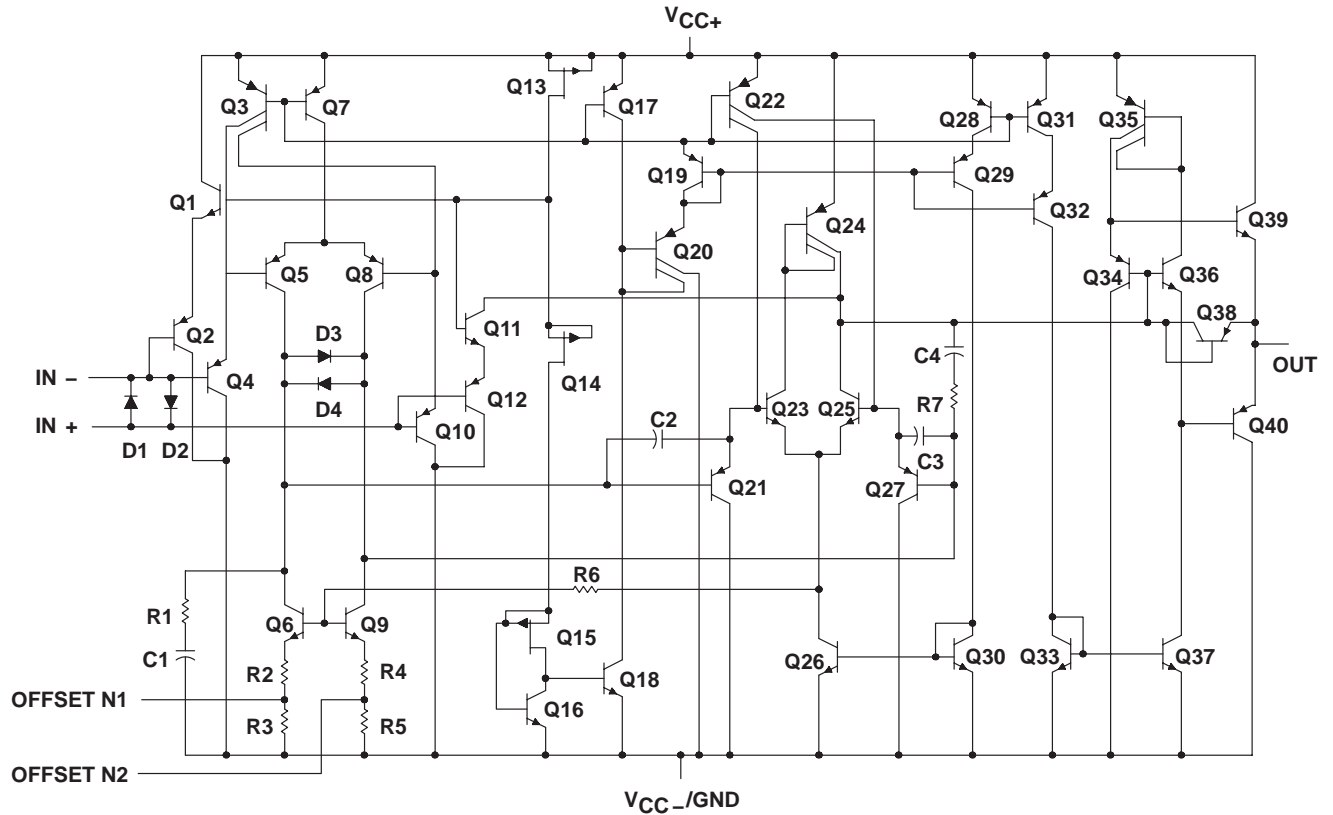 VCC+
Q3
Q7
Q13
Q17
Q22
Q28
Q31
Q35
Q1
Q19
Q29
Q32
Q39
Q24
Q20
Q5
Q8
Q34
Q36
Q2
Q11
Q38
D3
C4
OUT
IN –
Q4
Q14
D4
Q12
Q23
Q25
R7
IN +
Q10
C2
Q40
D1
D2
C3
Q21
Q27
R6
R1
Q6
Q9
Q15
C1
R2
R4
Q18
Q26
Q30
Q33
Q37
OFFSET N1
R3
R5
Q16
OFFSET N2
VCC–/GND